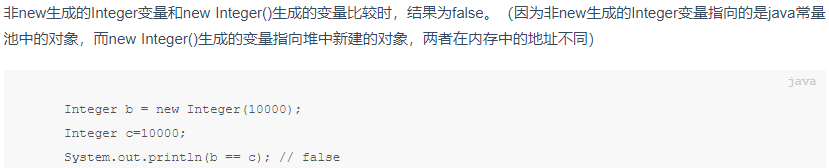 非new生成的Integer变量和new Integer()生成的变量比较时，结果为false。（因为非new生成的Integer变量指向的是java常量
池中的对象，而new Integer()生成的变量指向堆中新建的对象，两者在内存中的地址不同）
java
Integer b = new Integer(10000);
Integer c=10000;
System.out.println(b == c); // false